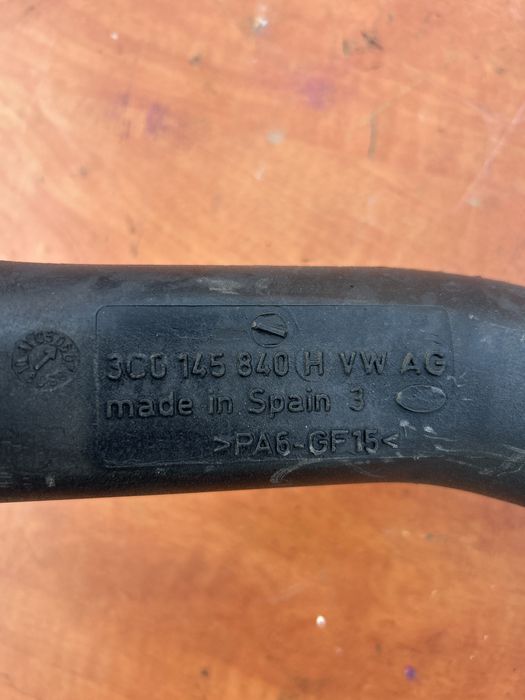 3C0 145 840 H VW AG
made in Spain 3
>PA6-GF15<